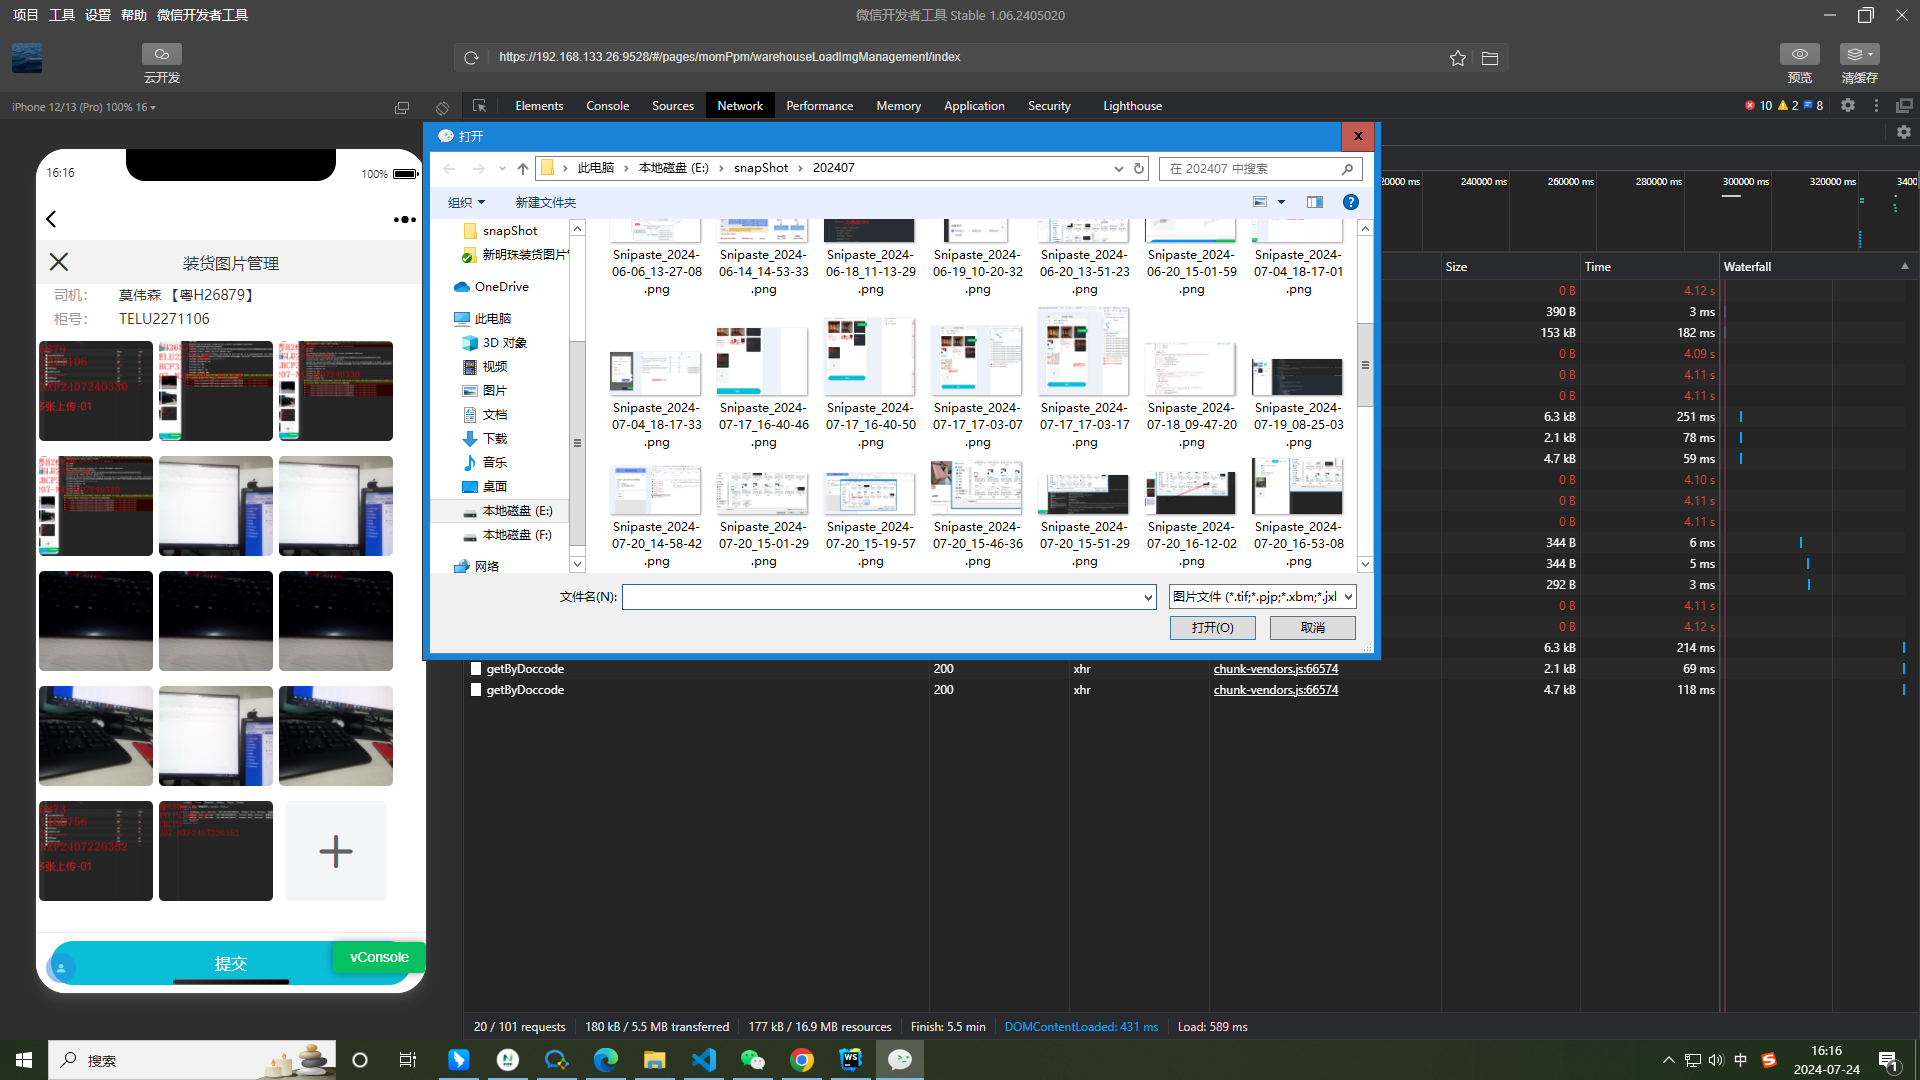 项目 工具 设置 帮助 微信开发者工具
微信开发者工具 Stable 1.06.2405020
云开发
https://192.168.133.26:9528/#/pages/momPpm/warehouseLoadImgManagement/index
预览
清缓存
iPhone 12/13 (Pro) 100% 16
Elements Console Sources Network Performance Memory Application Security Lighthouse
10 2 8
16:16
100%
装货图片管理
司机: 莫伟森 【粤H26879】
柜号: TELU2271106
多张上传-01
多张上传-01
提交
vConsole
打开
此电脑 本地磁盘 (E:) snapShot 202407
在 202407 中搜索
组织 新建文件夹
snapShot
新明珠装货图片
OneDrive
此电脑
3D 对象
视频
图片
文档
下载
音乐
桌面
本地磁盘 (E:)
本地磁盘 (F:)
网络
Snipaste_2024-06-06_13-27-08.png
Snipaste_2024-06-14_14-53-33.png
Snipaste_2024-06-18_11-13-29.png
Snipaste_2024-06-19_10-20-32.png
Snipaste_2024-06-20_13-51-23.png
Snipaste_2024-06-20_15-01-59.png
Snipaste_2024-07-04_18-17-01.png
Snipaste_2024-07-04_18-17-33.png
Snipaste_2024-07-17_16-40-46.png
Snipaste_2024-07-17_16-40-50.png
Snipaste_2024-07-17_17-03-07.png
Snipaste_2024-07-17_17-03-17.png
Snipaste_2024-07-18_09-47-20.png
Snipaste_2024-07-19_08-25-03.png
Snipaste_2024-07-20_14-58-42.png
Snipaste_2024-07-20_15-01-29.png
Snipaste_2024-07-20_15-19-57.png
Snipaste_2024-07-20_15-46-36.png
Snipaste_2024-07-20_15-51-29.png
Snipaste_2024-07-20_16-12-02.png
Snipaste_2024-07-20_16-53-08.png
文件名(N):
图片文件 (*.tif;*.pjp;*.xbm;*.jxl
打开(O) 取消
240000 ms 260000 ms 280000 ms 300000 ms 320000 ms 3400
Size Time Waterfall
0 B 4.12 s
390 B 3 ms
153 kB 182 ms
0 B 4.09 s
0 B 4.11 s
0 B 4.11 s
6.3 kB 251 ms
2.1 kB 78 ms
4.7 kB 59 ms
0 B 4.10 s
0 B 4.11 s
0 B 4.11 s
344 B 6 ms
344 B 5 ms
292 B 3 ms
0 B 4.11 s
0 B 4.12 s
6.3 kB 214 ms
getByDoccode 200 xhr chunk-vendors.js:66574 2.1 kB 69 ms
getByDoccode 200 xhr chunk-vendors.js:66574 4.7 kB 118 ms
20 / 101 requests 180 kB / 5.5 MB transferred 177 kB / 16.9 MB resources Finish: 5.5 min DOMContentLoaded: 431 ms Load: 589 ms
搜索
中
16:16
2024-07-24
1